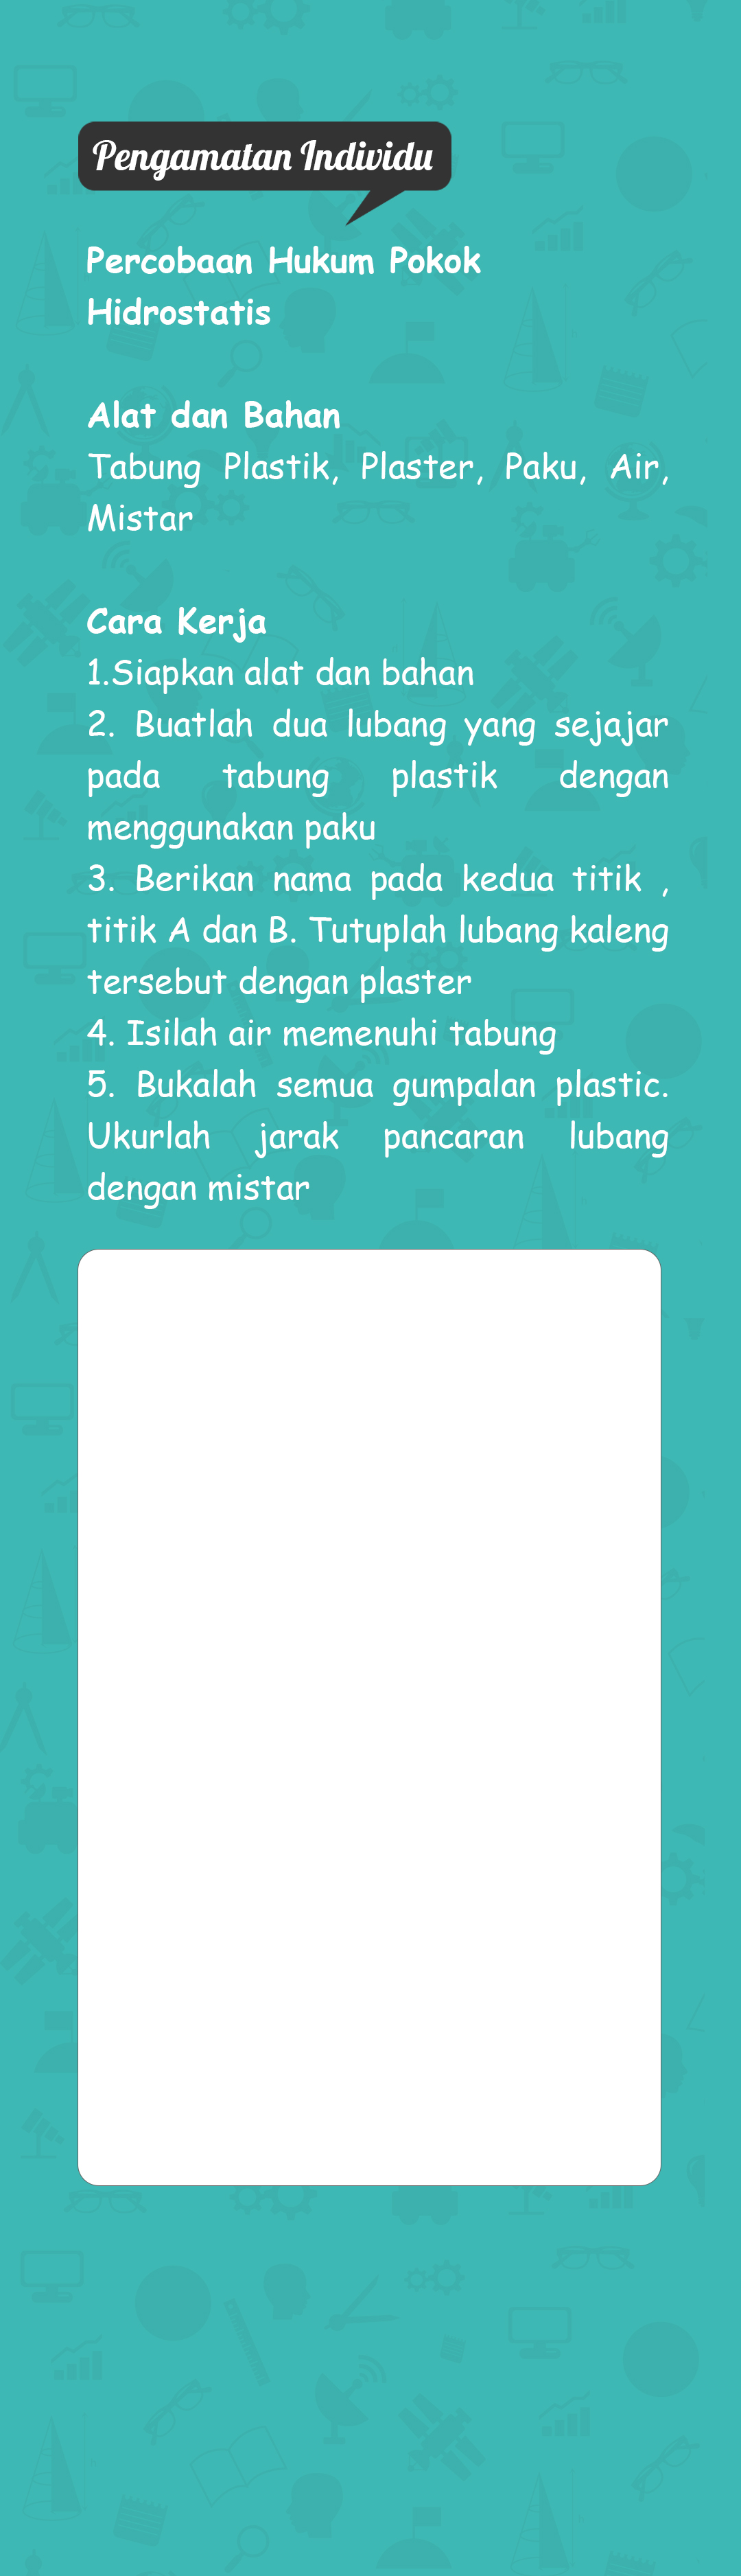 Pengamatan Individu
Percobaan Hukum Pokok
Hidrostatis
Alat dan Bahan
Tabung Plastik, Plaster, Paku, Air,
Mistar
Cara Kerja
1.Siapkan alat dan bahan
2. Buatlah dua lubang yang sejajar
pada tabung plastik dengan
menggunakan paku
3. Berikan nama pada kedua titik ,
titik A dan B. Tutuplah lubang kaleng
tersebut dengan plaster
4. Isilah air memenuhi tabung
5. Bukalah semua gumpalan plastic.
Ukurlah jarak pancaran lubang
dengan mistar